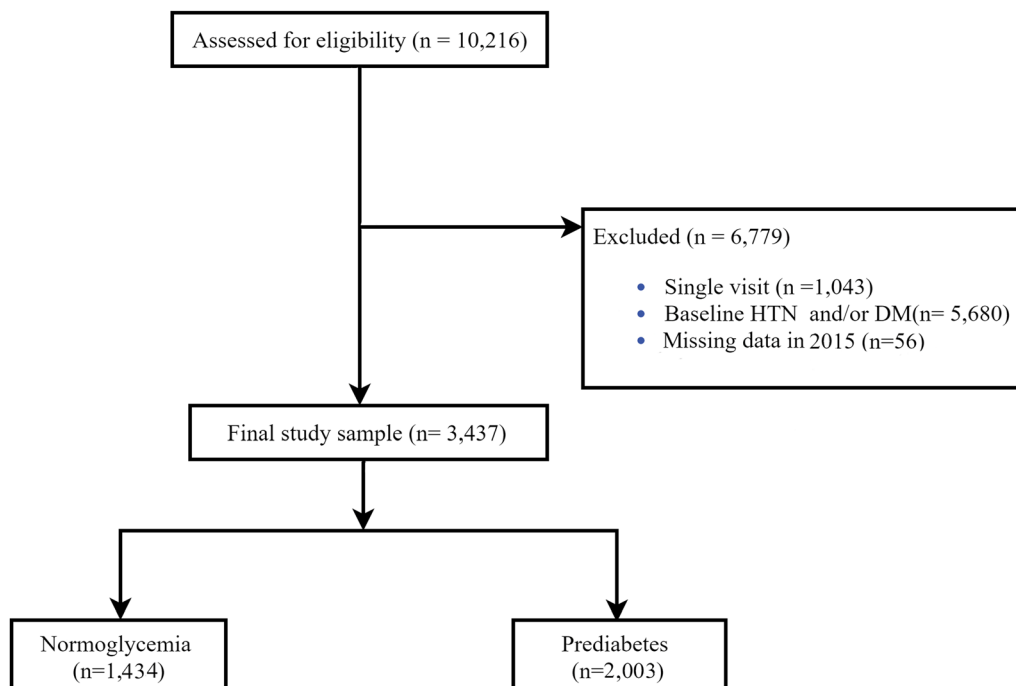 Assessed for eligibility (n = 10,216)
Excluded (n = 6,779)
• Single visit (n =1,043)
• Baseline HTN and/or DM(n= 5,680)
• Missing data in 2015 (n=56)
Final study sample (n= 3,437)
Normoglycemia
(n=1,434)
Prediabetes
(n=2,003)